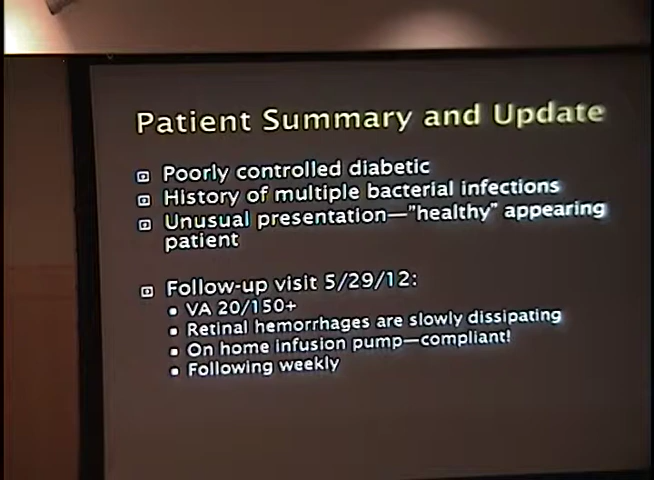 Patient Summary and Update
Poorly controlled diabetic
History of multiple bacterial infections
Unusual presentation—"healthy" appearing
patient
Follow-up visit 5/29/12:
• VA 20/150+
• Retinal hemorrhages are slowly dissipating
• On home infusion pump—compliant!
• Following weekly